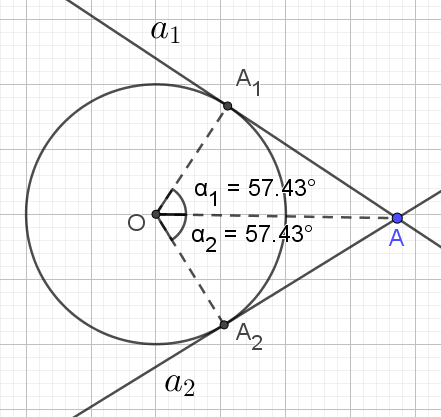 a₁
A₁
α₁ = 57.43°
O
α₂ = 57.43°
A
A₂
a₂